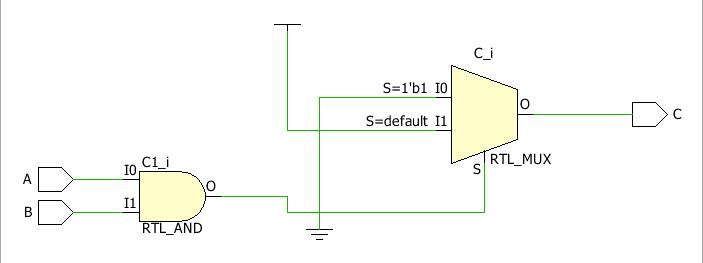 C_i
S=1'b1 I0
O
C
S=default I1
RTL_MUX
S
C1_i
A
I0
O
B
I1
RTL_AND